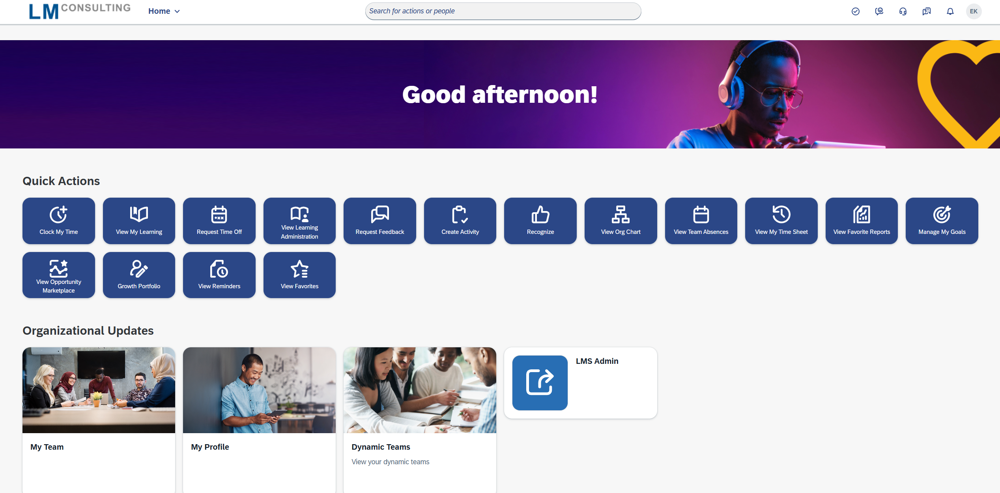 LM CONSULTING
Home
Search for actions or people
EK
Good afternoon!
Quick Actions
Clock My Time
View My Learning
Request Time Off
View Learning
Administration
Request Feedback
Create Activity
Recognize
View Org Chart
View Team Absences
View My Time Sheet
View Favorite Reports
Manage My Goals
View Opportunity
Marketplace
Growth Portfolio
View Reminders
View Favorites
Organizational Updates
My Team
My Profile
Dynamic Teams
View your dynamic teams
LMS Admin